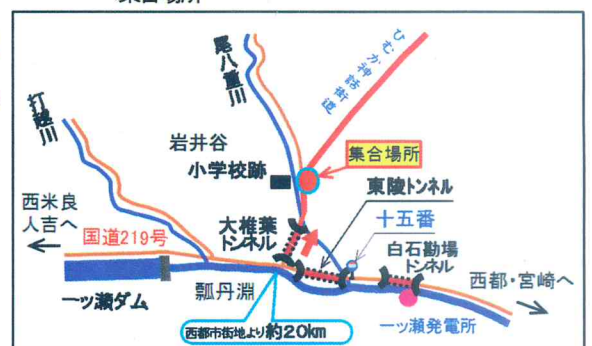 尾八重川
ひむか神話街道
打越川
岩井谷
小学校跡
集合場所
東陵トンネル
西米良
人吉へ
大椎葉
トンネル
十五番
国道219号
白石勘場
トンネル
西都・宮崎へ
一ッ瀬ダム
瓢丹淵
一ッ瀬発電所
西都市街地より約20km